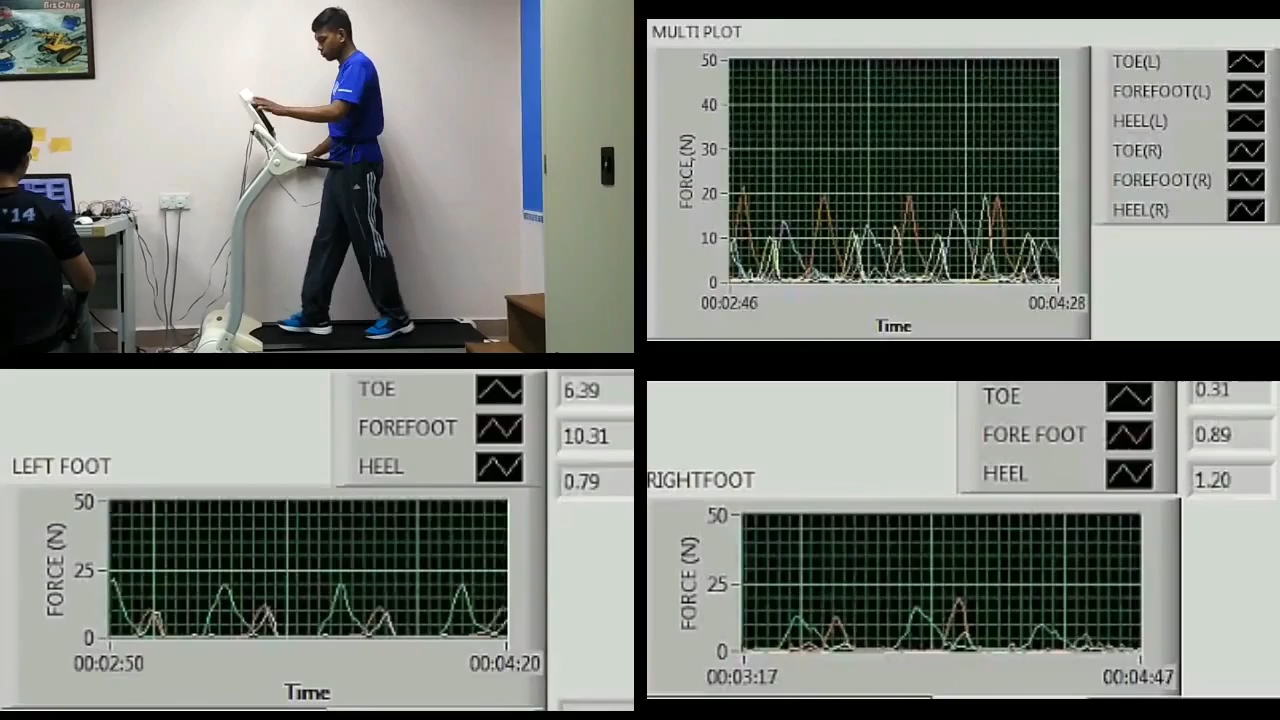 BisChip
'14
MULTI PLOT
50
40
30
20
10
0
FORCE,(N)
00:02:46
00:04:28
Time
TOE(L)
FOREFOOT(L)
HEEL(L)
TOE(R)
FOREFOOT(R)
HEEL(R)
TOE
6.39
FOREFOOT
10.31
HEEL
0.79
LEFT FOOT
50
25
0
FORCE (N)
00:02:50
00:04:20
Time
TOE
0.31
FORE FOOT
0.89
HEEL
1.20
RIGHTFOOT
50
25
0
FORCE (N)
00:03:17
00:04:47